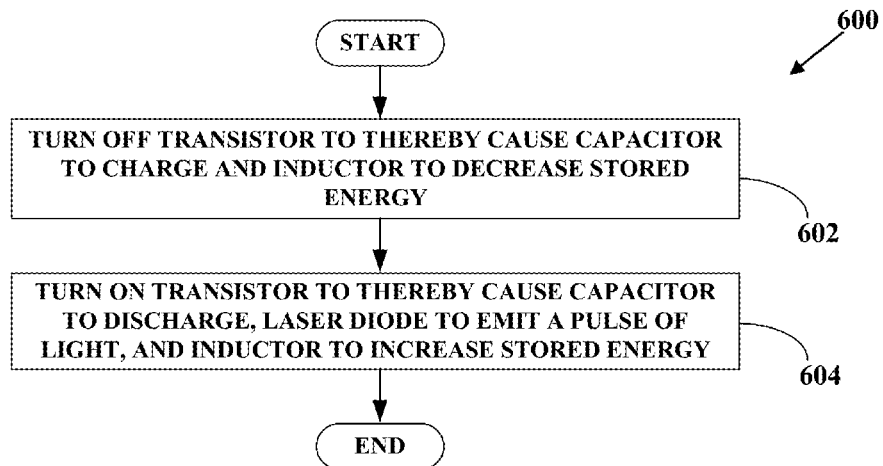 600
START
TURN OFF TRANSISTOR TO THEREBY CAUSE CAPACITOR
TO CHARGE AND INDUCTOR TO DECREASE STORED
ENERGY
602
TURN ON TRANSISTOR TO THEREBY CAUSE CAPACITOR
TO DISCHARGE, LASER DIODE TO EMIT A PULSE OF
LIGHT, AND INDUCTOR TO INCREASE STORED ENERGY
604
END